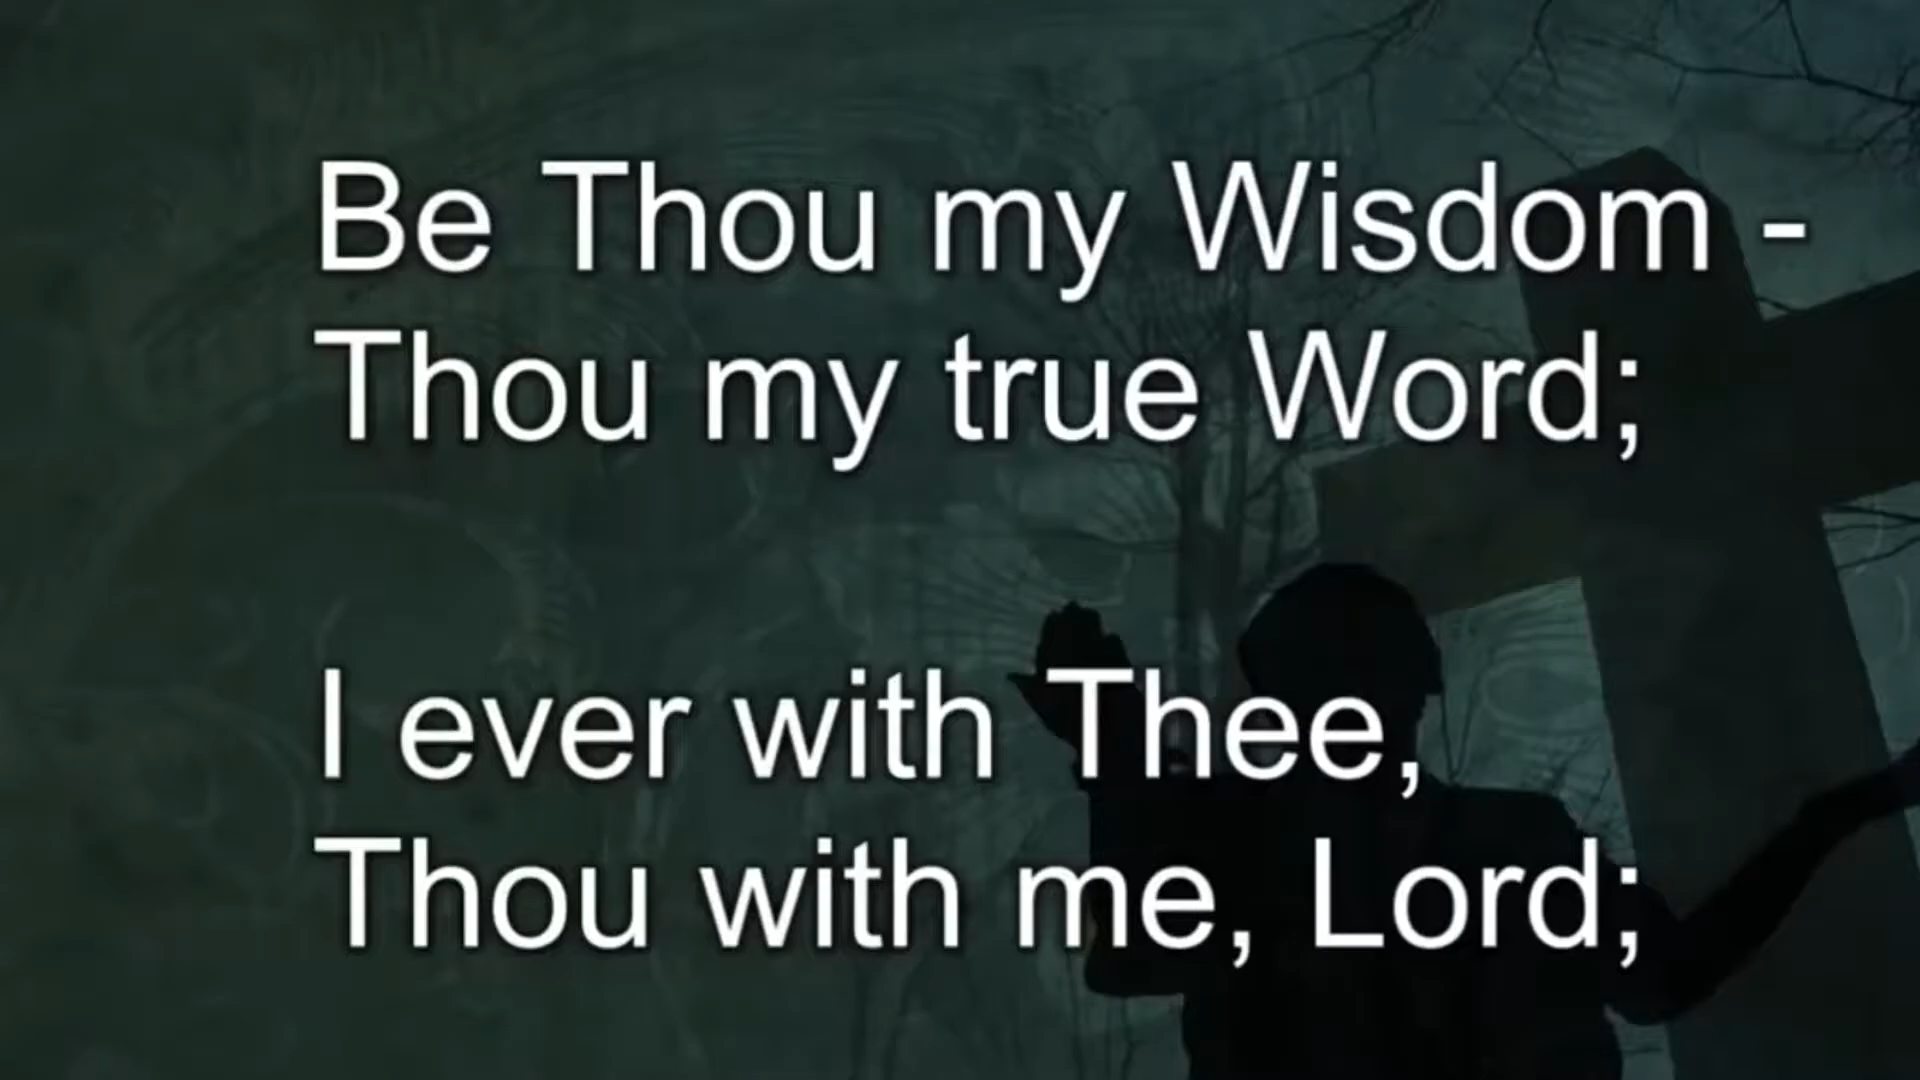 Be Thou my Wisdom -
Thou my true Word;
I ever with Thee,
Thou with me, Lord;